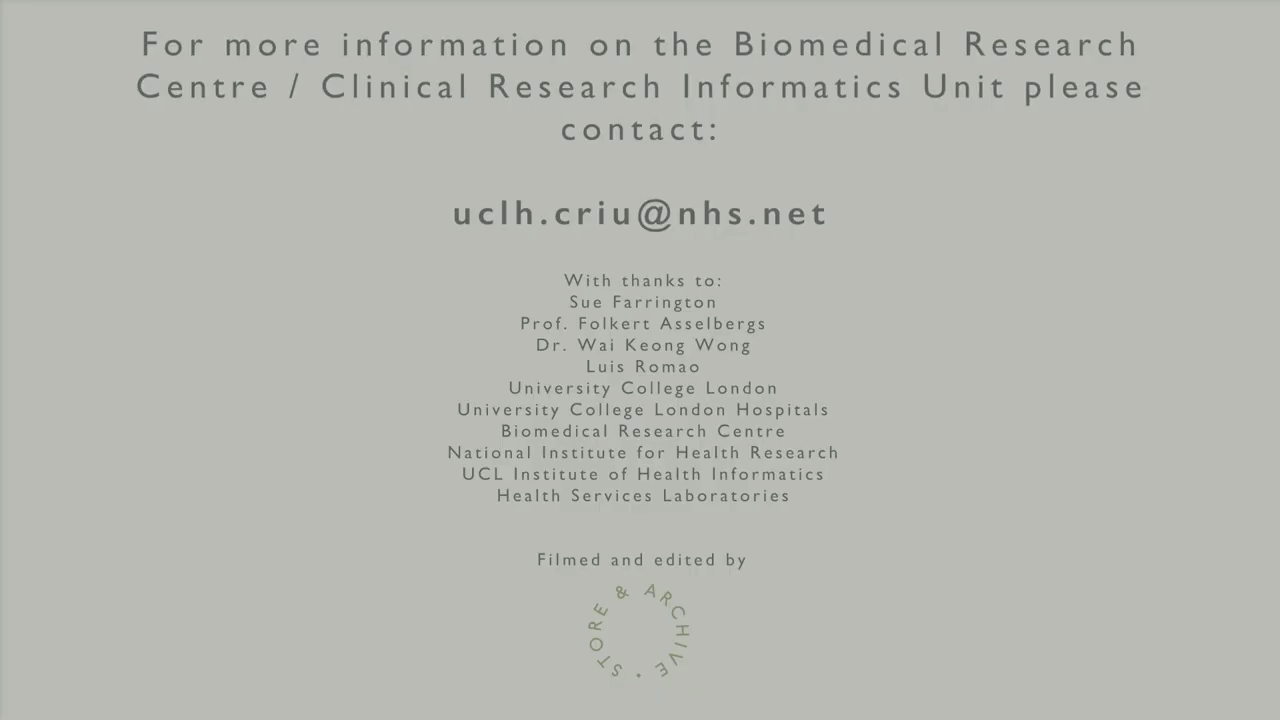 For more information on the Biomedical Research
Centre / Clinical Research Informatics Unit please
contact:
uclh.criu@nhs.net
With thanks to:
Sue Farrington
Prof. Folkert Asselbergs
Dr. Wai Keong Wong
Luis Romao
University College London
University College London Hospitals
Biomedical Research Centre
National Institute for Health Research
UCL Institute of Health Informatics
Health Services Laboratories
Filmed and edited by
STORE & ARCHIVE •